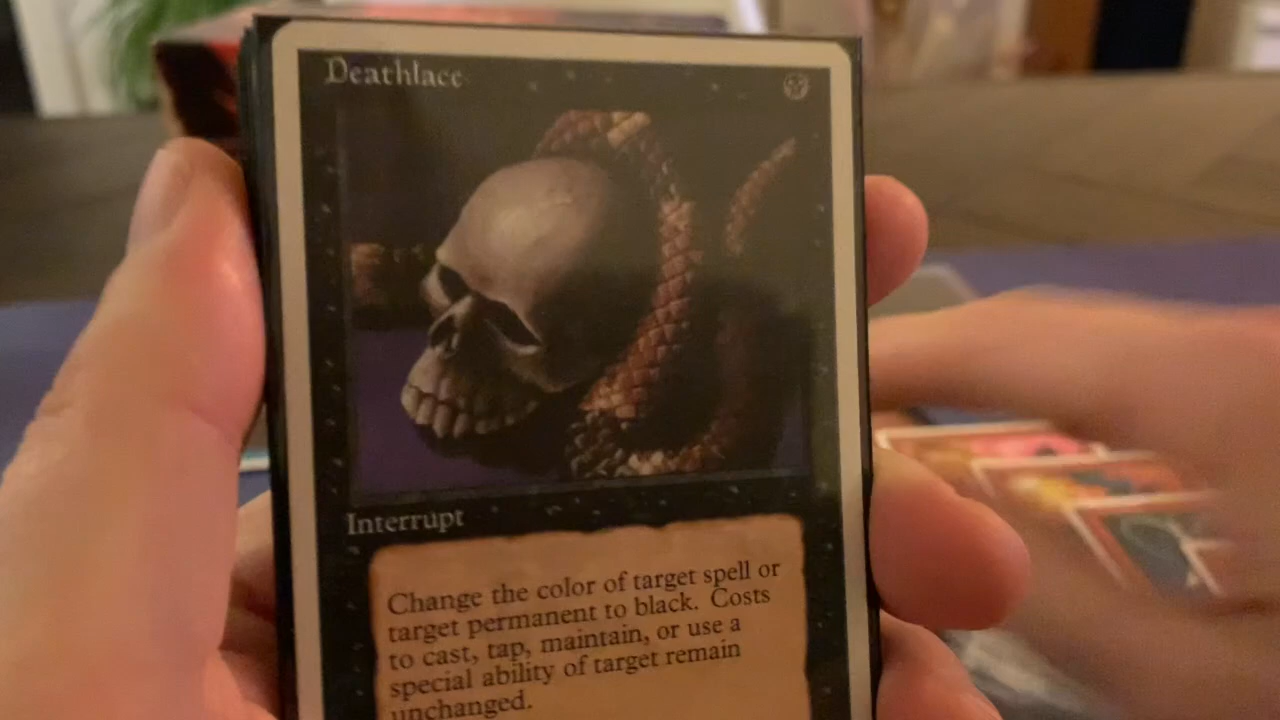 Deathlace
Interrupt
Change the color of target spell or
target permanent to black. Costs
to cast, tap, maintain, or use a
special ability of target remain
unchanged.